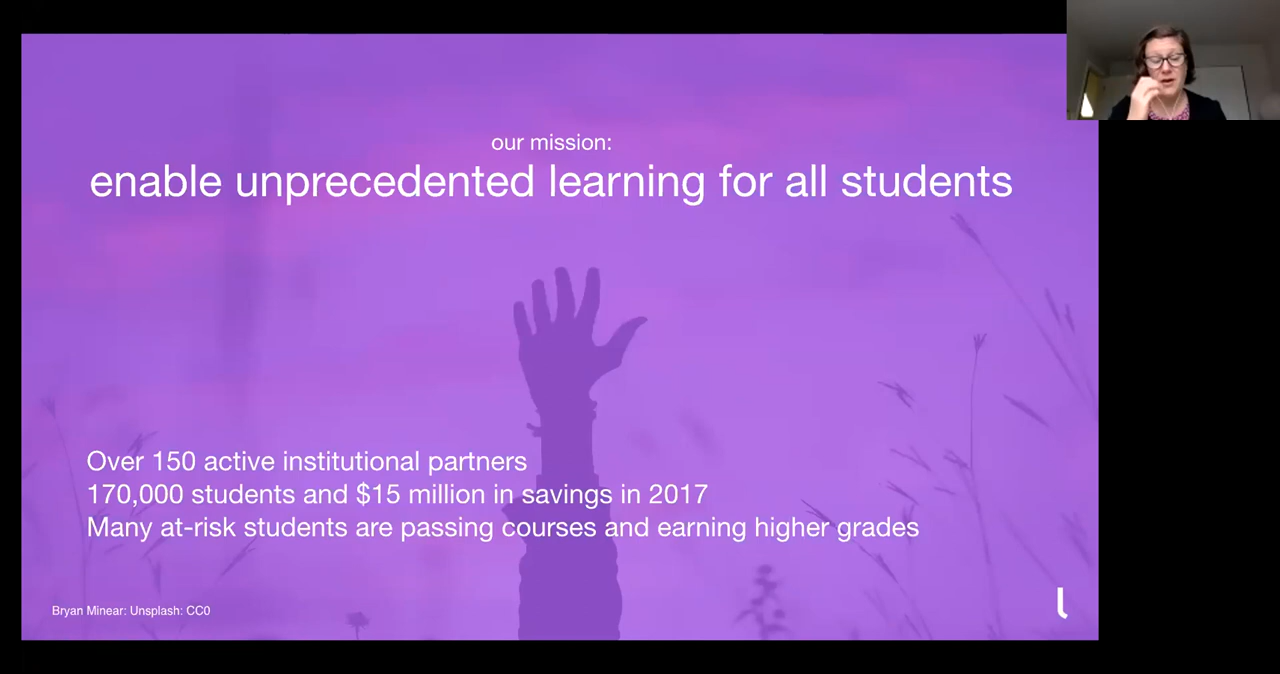 our mission:
enable unprecedented learning for all students
Over 150 active institutional partners
170,000 students and $15 million in savings in 2017
Many at-risk students are passing courses and earning higher grades
Bryan Minear: Unsplash: CC0
l